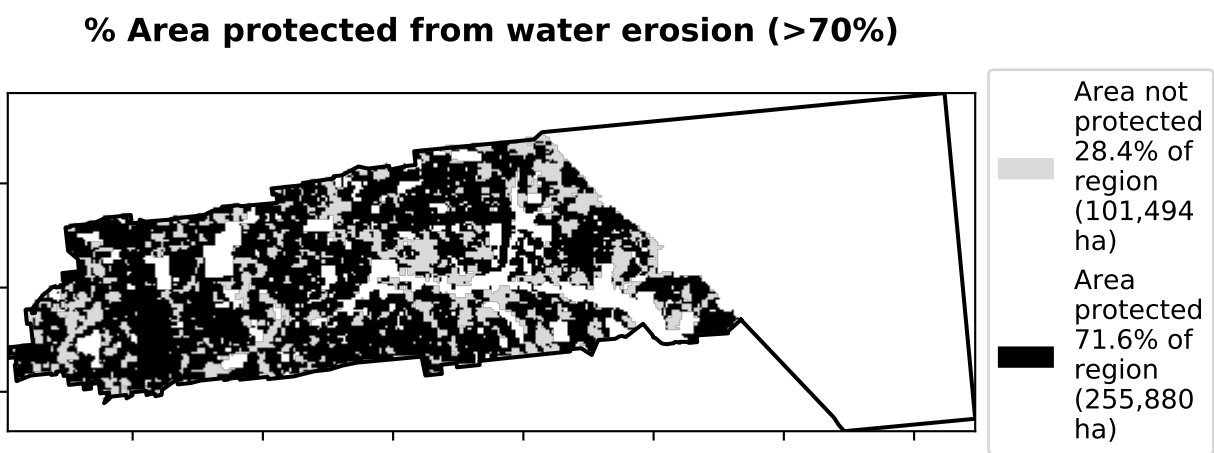 % Area protected from water erosion (>70%)
Area not
protected
28.4% of
region
(101,494
ha)
Area
protected
71.6% of
region
(255,880
ha)